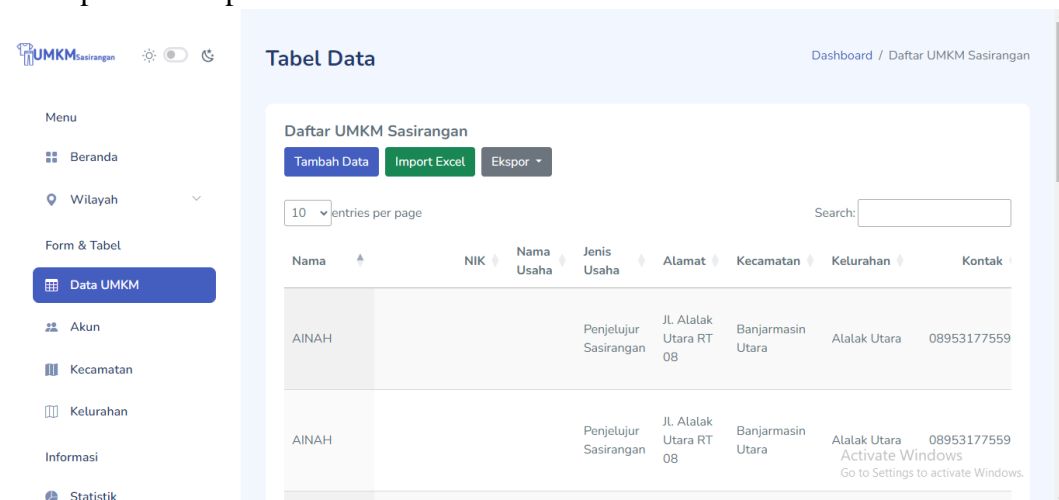 UMKMSasirangan
Tabel Data
Dashboard / Daftar UMKM Sasirangan
Menu
Beranda
Wilayah
Form & Tabel
Data UMKM
Akun
Kecamatan
Kelurahan
Informasi
Statistik
Daftar UMKM Sasirangan
Tambah Data Import Excel Ekspor
10 entries per page
Search:
Nama NIK Nama Usaha Jenis Usaha Alamat Kecamatan Kelurahan Kontak
AINAH Penjelujur Sasirangan Jl. Alalak Utara RT 08 Banjarmasin Utara Alalak Utara 08953177559
AINAH Penjelujur Sasirangan Jl. Alalak Utara RT 08 Banjarmasin Utara Alalak Utara 08953177559
Activate Windows
Go to Settings to activate Windows.